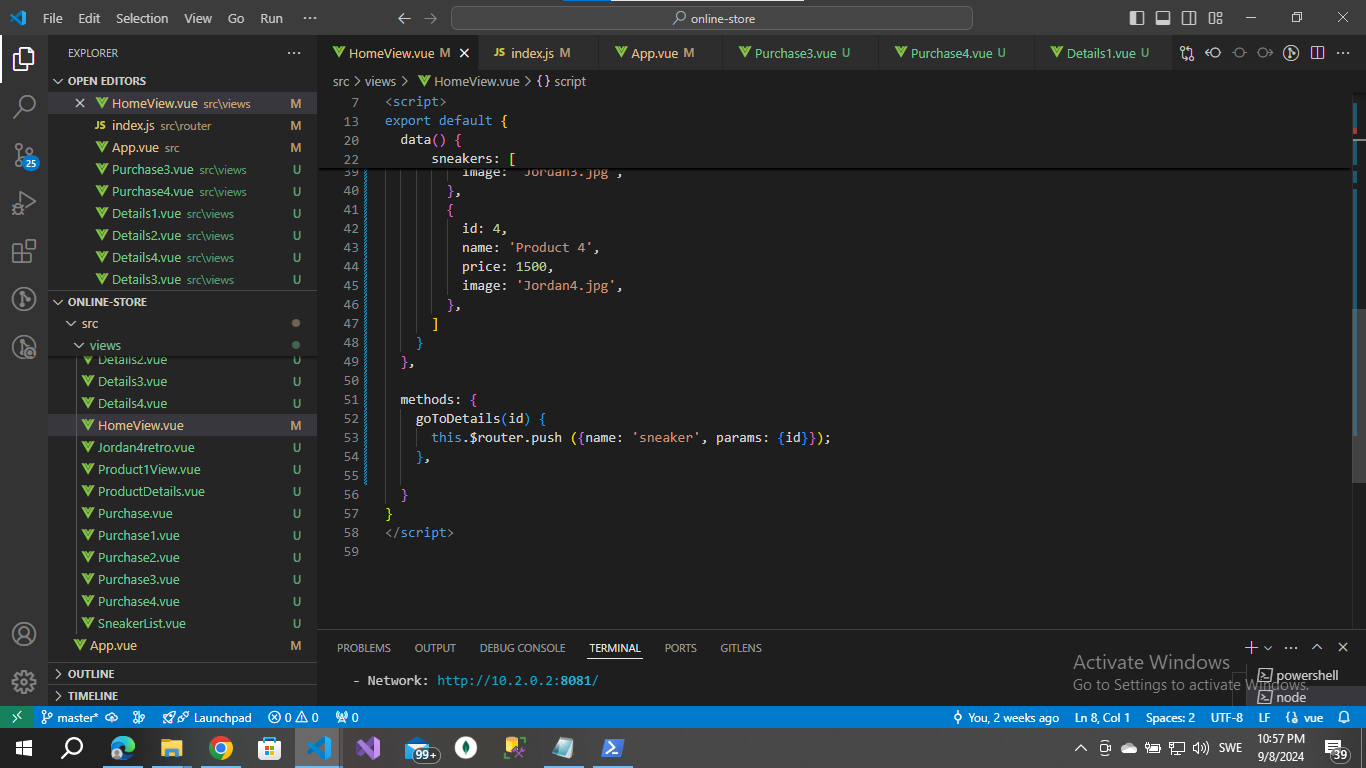 File Edit Selection View Go Run ··· online-store
EXPLORER ···
OPEN EDITORS
HomeView.vue src\views M
JS index.js src\router M
App.vue src M
Purchase3.vue src\views U
Purchase4.vue src\views U
Details1.vue src\views U
Details2.vue src\views U
Details4.vue src\views U
Details3.vue src\views U
ONLINE-STORE
src
views
Details2.vue U
Details3.vue U
Details4.vue U
HomeView.vue M
Jordan4retro.vue U
Product1View.vue U
ProductDetails.vue U
Purchase.vue U
Purchase1.vue U
Purchase2.vue U
Purchase3.vue U
Purchase4.vue U
SneakerList.vue U
App.vue M
OUTLINE
TIMELINE
25
HomeView.vue M JS index.js M App.vue M Purchase3.vue U Purchase4.vue U Details1.vue U
src > views > HomeView.vue > {} script
7 <script>
13 export default {
20 data() {
22 sneakers: [
39 image: 'Jordan3.jpg',
40 },
41 {
42 id: 4,
43 name: 'Product 4',
44 price: 1500,
45 image: 'Jordan4.jpg',
46 },
47 ]
48 }
49 },
50
51 methods: {
52 goToDetails(id) {
53 this.$router.push ({name: 'sneaker', params: {id}});
54 },
55
56 }
57 }
58 </script>
59
PROBLEMS OUTPUT DEBUG CONSOLE TERMINAL PORTS GITLENS
- Network: http://10.2.0.2:8081/
powershell
node
Activate Windows
Go to Settings to activate Windows.
master* Launchpad 0 0 0 You, 2 weeks ago Ln 8, Col 1 Spaces: 2 UTF-8 LF {} vue
99+ SWE 10:57 PM
9/8/2024
39